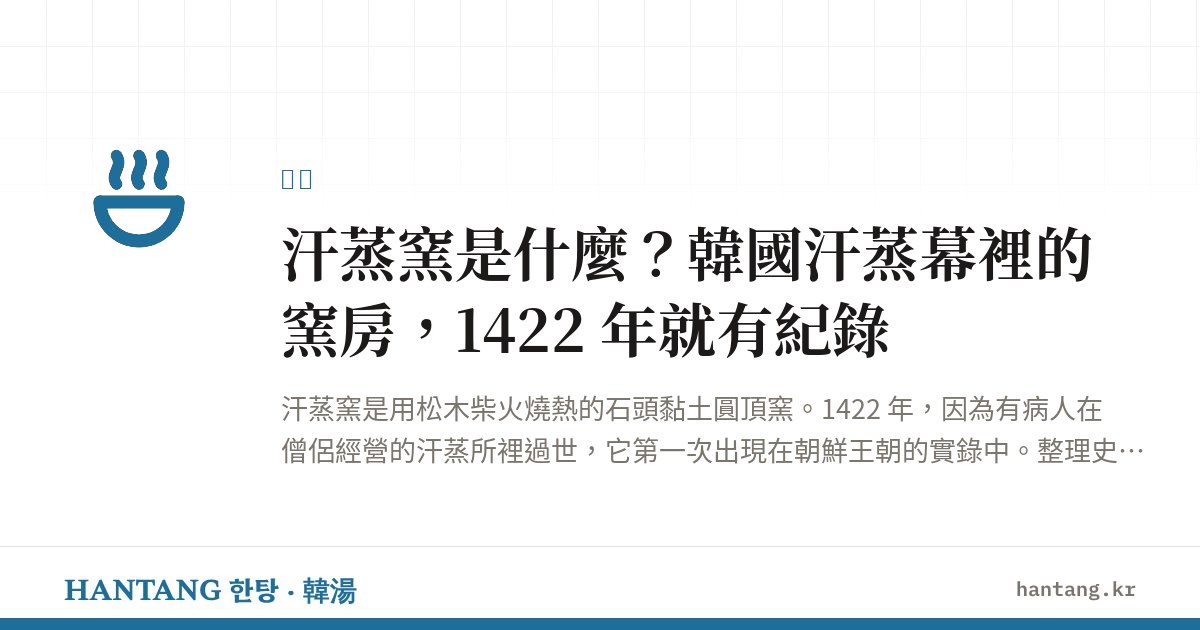 汗蒸窯是什麼？韓國汗蒸幕裡的
窯房，1422 年就有紀錄
汗蒸窯是用松木柴火燒熱的石頭黏土圓頂窯。1422 年，因為有病人在
僧侶經營的汗蒸所裡過世，它第一次出現在朝鮮王朝的實錄中。整理史…
HANTANG 한탕 · 韓湯
hantang.kr